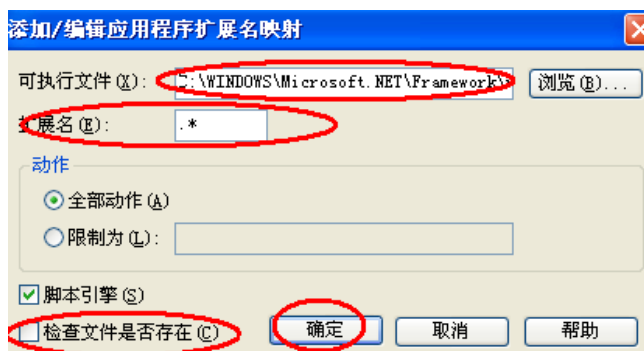 添加/编辑应用程序扩展名映射
可执行文件(X): C:\WINDOWS\Microsoft.NET\Framework\ 浏览(B)...
扩展名(E): .*
动作
全部动作(A)
限制为(L):
脚本引擎(S)
检查文件是否存在(C) 确定 取消 帮助